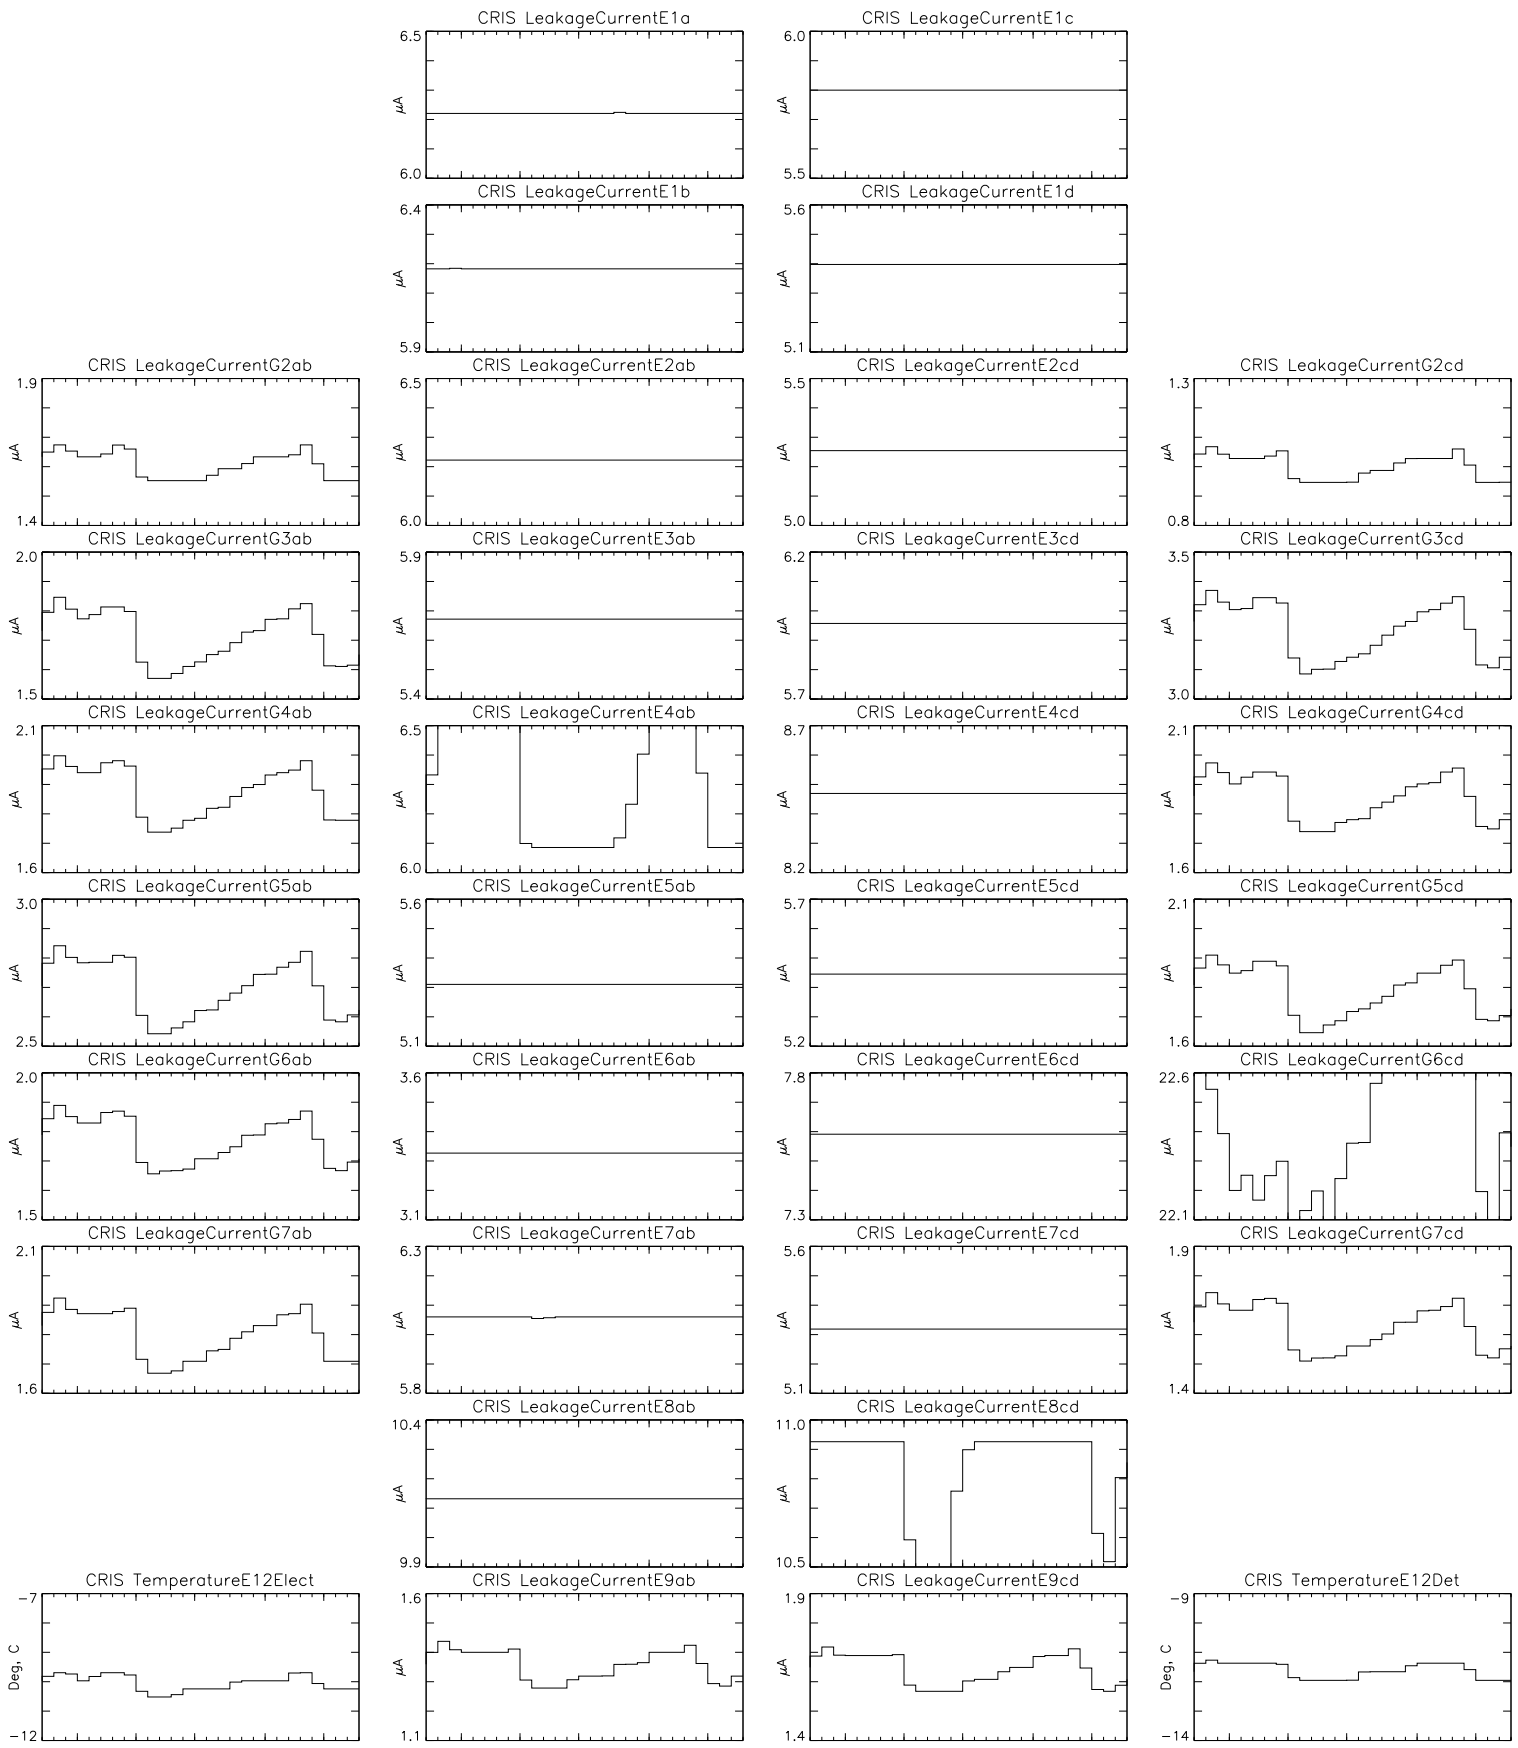 CRIS LeakageCurrentE1a
CRIS LeakageCurrentE1c
6.5
μA
6.0
6.0
μA
5.5
CRIS LeakageCurrentE1b
CRIS LeakageCurrentE1d
6.4
μA
5.9
5.6
μA
5.1
CRIS LeakageCurrentG2ab
CRIS LeakageCurrentE2ab
CRIS LeakageCurrentE2cd
CRIS LeakageCurrentG2cd
1.9
μA
1.4
6.5
μA
6.0
5.5
μA
5.0
1.3
μA
0.8
CRIS LeakageCurrentG3ab
CRIS LeakageCurrentE3ab
CRIS LeakageCurrentE3cd
CRIS LeakageCurrentG3cd
2.0
μA
1.5
5.9
μA
5.4
6.2
μA
5.7
3.5
μA
3.0
CRIS LeakageCurrentG4ab
CRIS LeakageCurrentE4ab
CRIS LeakageCurrentE4cd
CRIS LeakageCurrentG4cd
2.1
μA
1.6
6.5
μA
6.0
8.7
μA
8.2
2.1
μA
1.6
CRIS LeakageCurrentG5ab
CRIS LeakageCurrentE5ab
CRIS LeakageCurrentE5cd
CRIS LeakageCurrentG5cd
3.0
μA
2.5
5.6
μA
5.1
5.7
μA
5.2
2.1
μA
1.6
CRIS LeakageCurrentG6ab
CRIS LeakageCurrentE6ab
CRIS LeakageCurrentE6cd
CRIS LeakageCurrentG6cd
2.0
μA
1.5
3.6
μA
3.1
7.8
μA
7.3
22.6
μA
22.1
CRIS LeakageCurrentG7ab
CRIS LeakageCurrentE7ab
CRIS LeakageCurrentE7cd
CRIS LeakageCurrentG7cd
2.1
μA
1.6
6.3
μA
5.8
5.6
μA
5.1
1.9
μA
1.4
CRIS LeakageCurrentE8ab
CRIS LeakageCurrentE8cd
10.4
μA
9.9
11.0
μA
10.5
CRIS TemperatureE12Elect
CRIS LeakageCurrentE9ab
CRIS LeakageCurrentE9cd
CRIS TemperatureE12Det
−7
Deg, C
−12
1.6
μA
1.1
1.9
μA
1.4
−9
Deg, C
−14